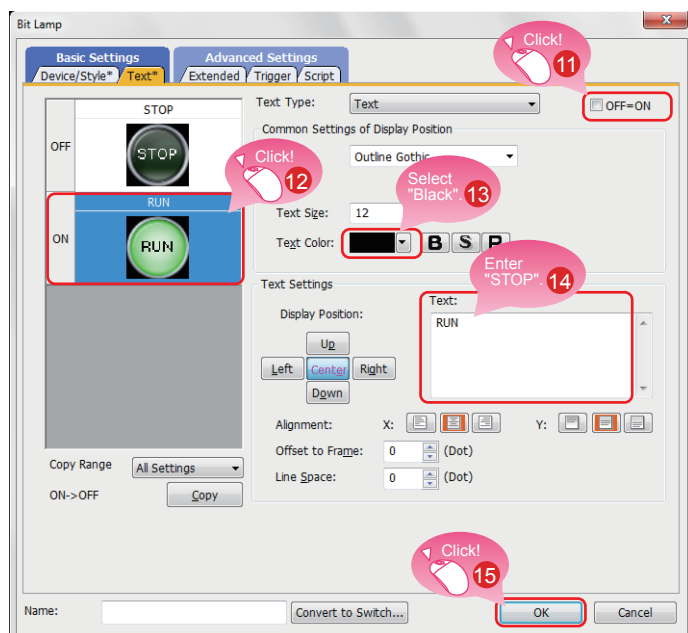 Bit Lamp
Basic Settings Advanced Settings
Device/Style* Text* Extended Trigger Script
Click!
11
STOP
OFF
STOP
RUN
ON
RUN
Click!
12
Text Type: Text
OFF=ON
Common Settings of Display Position
Outline Gothic
Select
"Black". 13
Text Size: 12
Text Color: B S R
Enter
"STOP". 14
Text Settings
Display Position:
Text:
RUN
Up
Left Center Right
Down
Alignment: X: Y:
Offset to Frame: 0 (Dot)
Line Space: 0 (Dot)
Copy Range All Settings
ON->OFF Copy
Click!
15
Name: Convert to Switch... OK Cancel